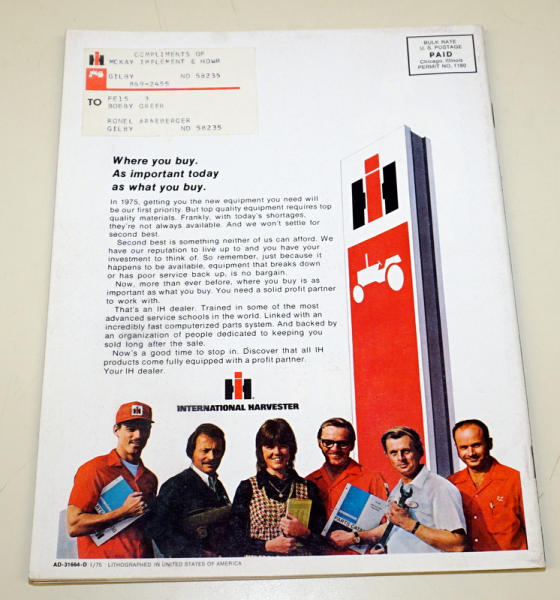 COMPLIMENTS OF
MCKAY IMPLEMENT & HDWR
GILBY ND 58235
869-2455
TO
BOBBY GREER
GILBY ND 58235
BULK RATE
U. S. POSTAGE
PAID
Chicago, Illinois
PERMIT NO. 1180
Where you buy.
As important today
as what you buy.
In 1975, getting you the new equipment you need will
be our first priority. But top quality equipment requires top
quality materials. Frankly, with today's shortages,
they're not always available. And we won't settle for
second best.
Second best is something neither of us can afford. We
have our reputation to live up to and you have your
investment to think of. So remember, just because it
happens to be available, equipment that breaks down
or has poor service back up, is no bargain.
Now, more than ever before, where you buy is as
important as what you buy. You need a solid profit partner
to work with.
That's an IH dealer. Trained in some of the most
advanced service schools in the world. Linked with an
incredibly fast computerized parts system. And backed by
an organization of people dedicated to keeping you
sold long after the sale.
Now's a good time to stop in. Discover that all IH
products come fully equipped with a profit partner.
Your IH dealer.
INTERNATIONAL HARVESTER
AD-31664-D 1/75 LITHOGRAPHED IN UNITED STATES OF AMERICA